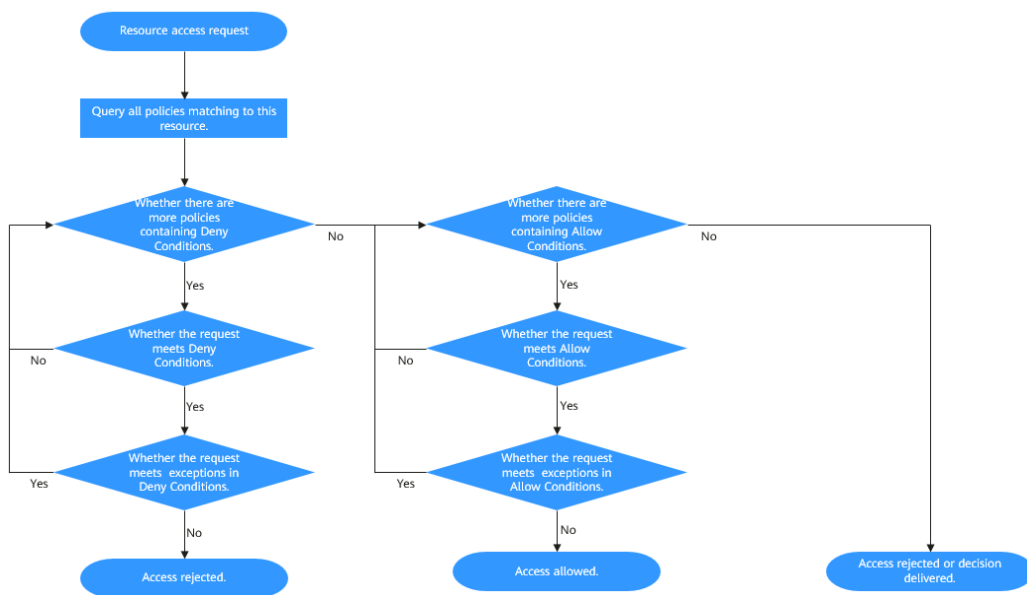 Resource access request
Query all policies matching to this
resource.
Whether there are
more policies
containing Deny
Conditions.
No
Whether there are
more policies
containing Allow
Conditions.
No
Yes
Yes
Whether the request
meets Deny
Conditions.
No
Whether the request
meets Allow
Conditions.
No
Yes
Yes
Whether the request
meets  exceptions in
Deny Conditions.
Yes
Whether the request
meets  exceptions in
Allow Conditions.
Yes
No
No
Access rejected.
Access allowed.
Access rejected or decision
delivered.